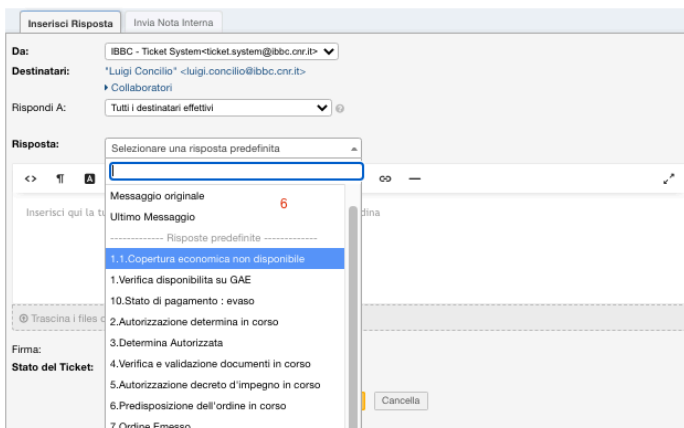 Inserisci Risposta Invia Nota Interna
Da: IBBC - Ticket System<ticket.system@ibbc.cnr.it>
Destinatari: "Luigi Concilio" <luigi.concilio@ibbc.cnr.it>
Collaboratori
Rispondi A: Tutti i destinatari effettivi
Risposta: Selezionare una risposta predefinita
Messaggio originale
6
Inserisci qui la
Ultimo Messaggio
------------- Risposte predefinite -------------
1.1.Copertura economica non disponibile
1.Verifica disponibilita su GAE
10.Stato di pagamento : evaso
Trascina i files
2.Autorizzazione determina in corso
3.Determina Autorizzata
Firma:
Stato del Ticket:
4.Verifica e validazione documenti in corso
5.Autorizzazione decreto d'impegno in corso
6.Predisposizione dell'ordine in corso
Cancella
7.Ordine Emesso